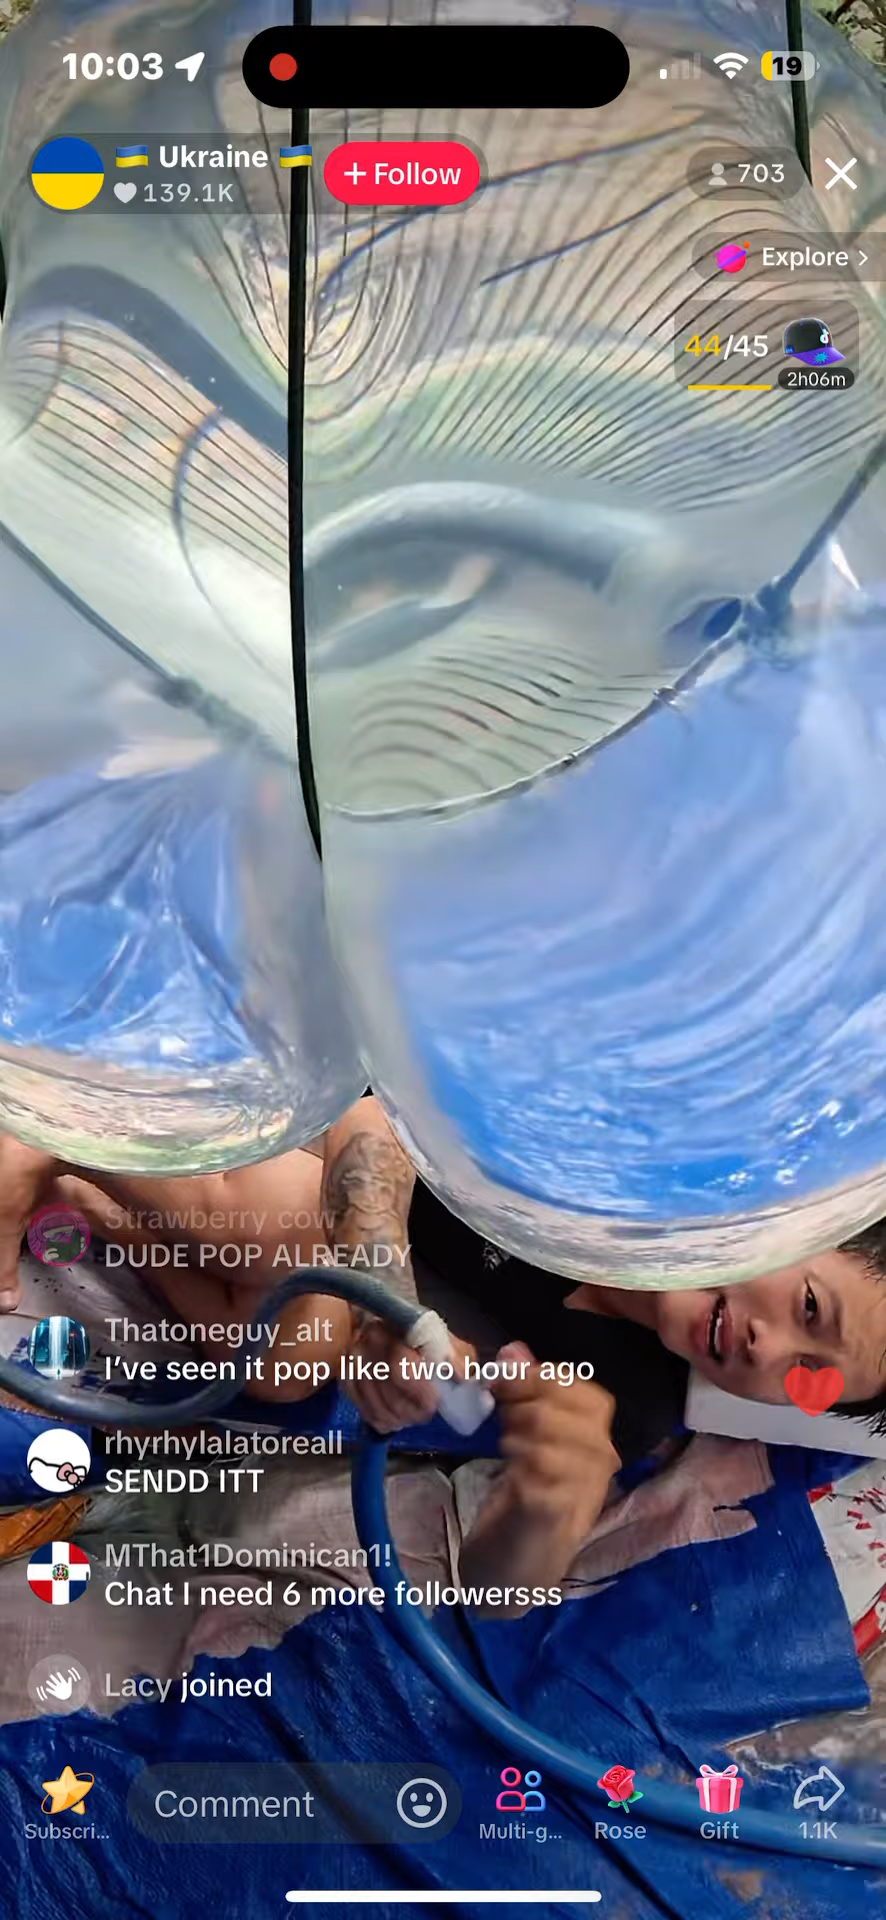 10:03
19
🇺🇦 Ukraine 🇺🇦
139.1K
+ Follow
703
Explore >
44/45
2h06m
Strawberry cow
DUDE POP ALREADY
Thatoneguy_alt
I've seen it pop like two hour ago
rhyrhylalatoreall
SENDD ITT
MThat1Dominican1!
Chat I need 6 more followersss
Lacy joined
Comment
Subscri...
Multi-g...
Rose
Gift
1.1K